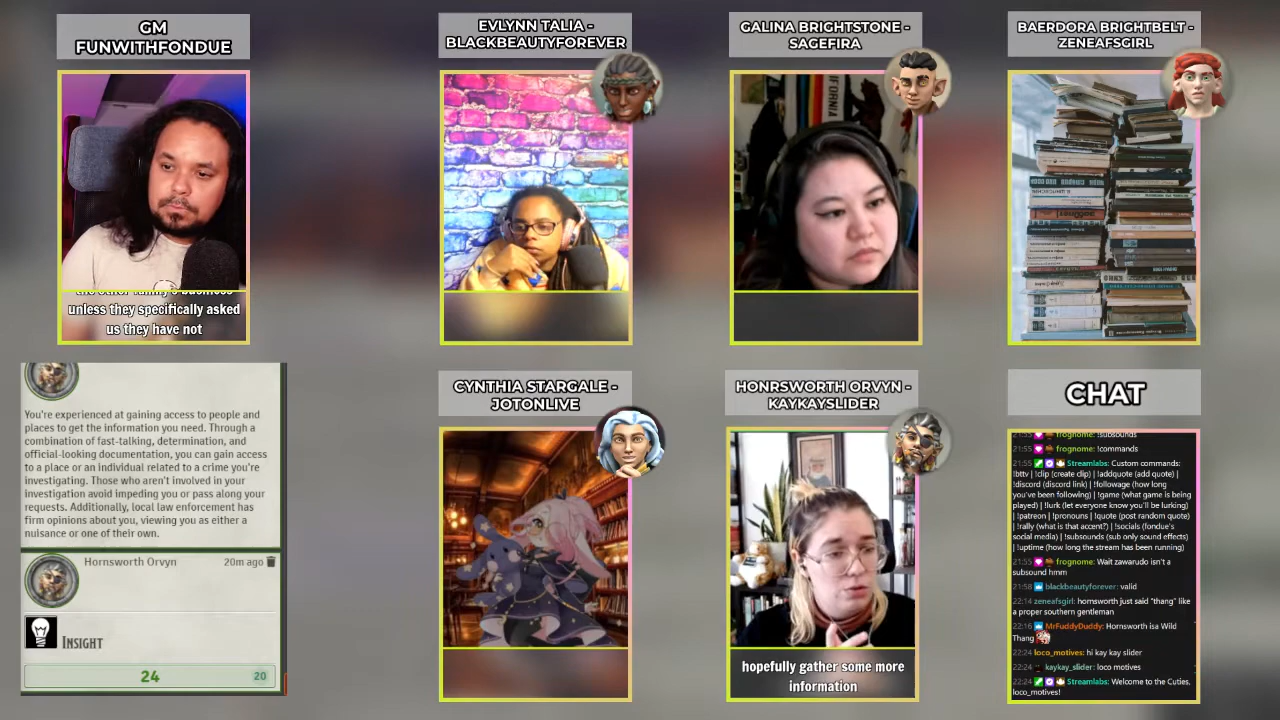 GM
FUNWITHFONDUE
EVLYNN TALIA -
BLACKBEAUTYFOREVER
GALINA BRIGHTSTONE -
SAGEFIRA
BAERDORA BRIGHTBELT -
ZENEAFSGIRL
unless they specifically asked
us they have not
You're experienced at gaining access to people and
places to get the information you need. Through a
combination of fast-talking, determination, and
official-looking documentation, you can gain access
to a place or an individual related to a crime you're
investigating. Those who aren't involved in your
investigation avoid impeding you or pass along your
requests. Additionally, local law enforcement has
firm opinions about you, viewing you as either a
nuisance or one of their own.
Hornsworth Orvyn 20m ago
INSIGHT
24 20
CYNTHIA STARGALE -
JOTONLIVE
HONRSWORTH ORVYN -
KAYKAYSLIDER
hopefully gather some more
information
CHAT
21:55 frognome: !subsounds
21:55 frognome: !commands
21:55 Streamlabs: Custom commands:
!bttv | !clip (create clip) | !addquote (add quote) |
!discord (discord link) | !followage (how long
you've been following) | !game (what game is being
played) | !lurk (let everyone know you'll be lurking)
| !patreon | !pronouns | !quote (post random quote)
| !rally (what is that accent?) | !socials (fondue's
social media) | !subsounds (sub only sound effects)
| !uptime (how long the stream has been running)
21:55 frognome: Wait zawarudo isn't a
subsound hmm
21:58 blackbeautyforever: valid
22:14 zeneafsgirl: hornsworth just said "thang" like
a proper southern gentleman
22:16 MrFuddyDuddy: Hornsworth isa Wild
Thang
22:24 loco_motives: hi kay kay slider
22:24 kaykay_slider: loco motives
22:24 Streamlabs: Welcome to the Cuties,
loco_motives!